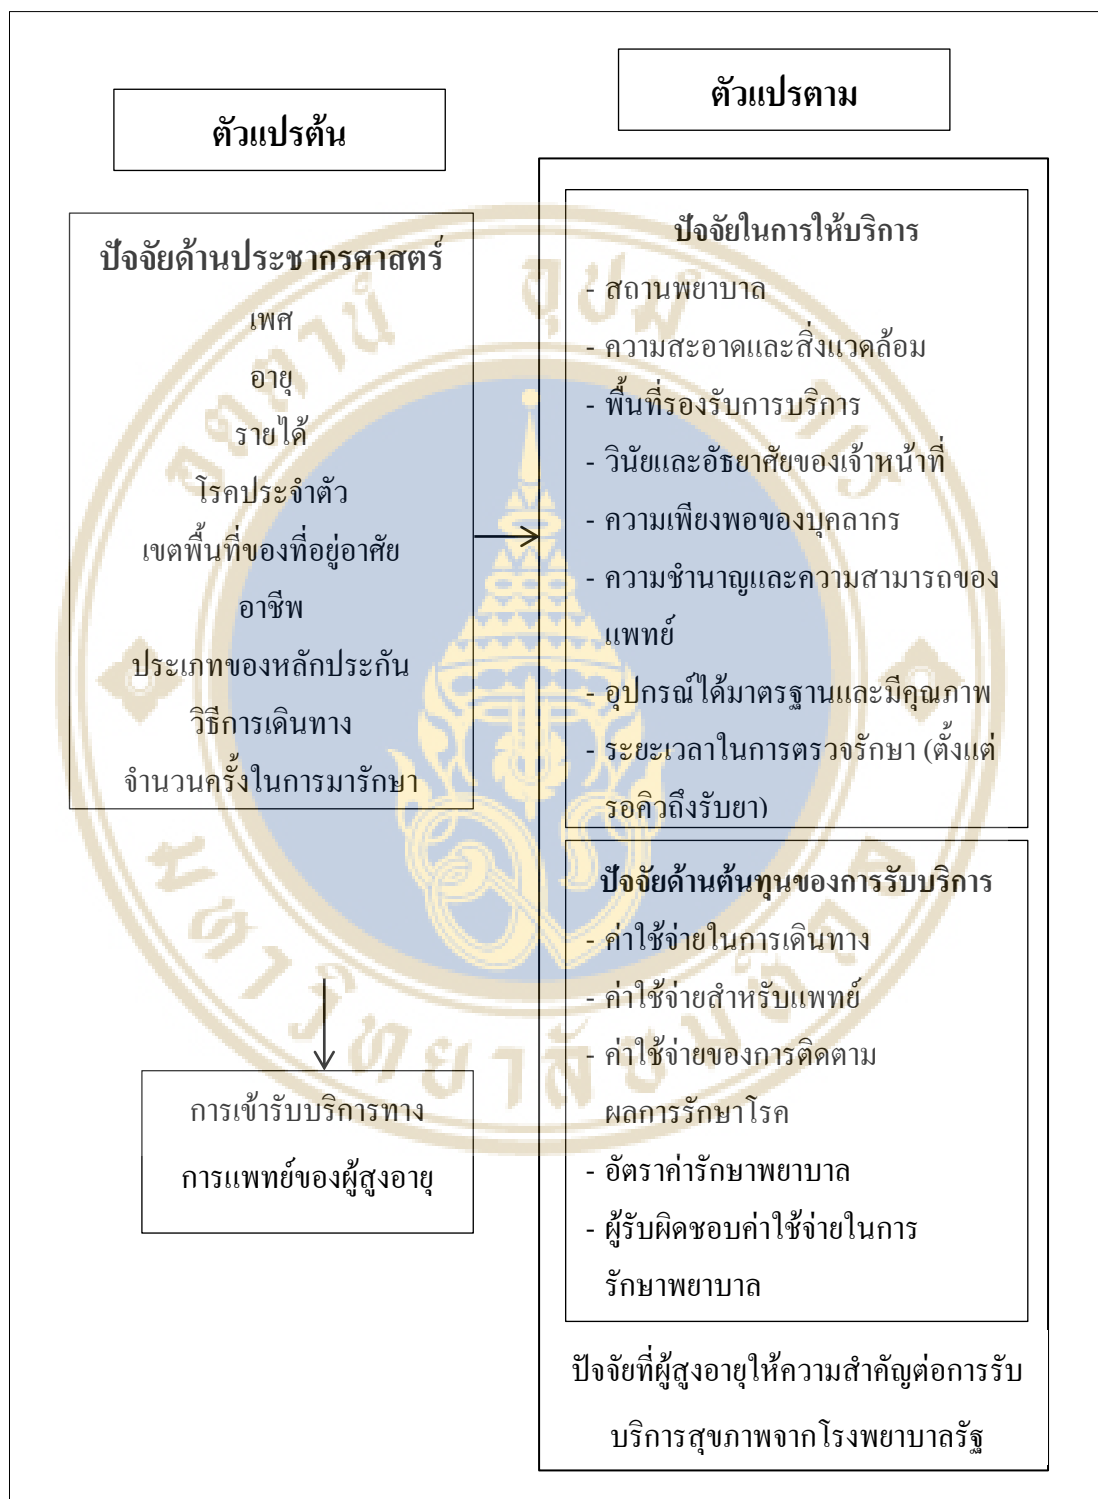 ตัวแปรต้น
ปัจจัยด้านประชากรศาสตร์
เพศ
อายุ
รายได้
โรคประจำตัว
เขตพื้นที่ของที่อยู่อาศัย
อาชีพ
ประเภทของหลักประกัน
วิธีการเดินทาง
จำนวนครั้งในการมารักษา
การเข้ารับบริการทาง
การแพทย์ของผู้สูงอายุ
ตัวแปรตาม
ปัจจัยในการให้บริการ
- สถานพยาบาล
- ความสะอาดและสิ่งแวดล้อม
- พื้นที่รองรับการบริการ
- วินัยและอัธยาศัยของเจ้าหน้าที่
- ความเพียงพอของบุคลากร
- ความชำนาญและความสามารถของ
แพทย์
- อุปกรณ์ได้มาตรฐานและมีคุณภาพ
- ระยะเวลาในการตรวจรักษา (ตั้งแต่
รอคิวถึงรับยา)
ปัจจัยด้านต้นทุนของการรับบริการ
- ค่าใช้จ่ายในการเดินทาง
- ค่าใช้จ่ายสำหรับแพทย์
- ค่าใช้จ่ายของการติดตาม
ผลการรักษาโรค
- อัตราค่ารักษาพยาบาล
- ผู้รับผิดชอบค่าใช้จ่ายในการ
รักษาพยาบาล
ปัจจัยที่ผู้สูงอายุให้ความสำคัญต่อการรับ
บริการสุขภาพจากโรงพยาบาลรัฐ
อตฺตานํ อุปมํ กเร
มหาวิทยาลัยมหิดล